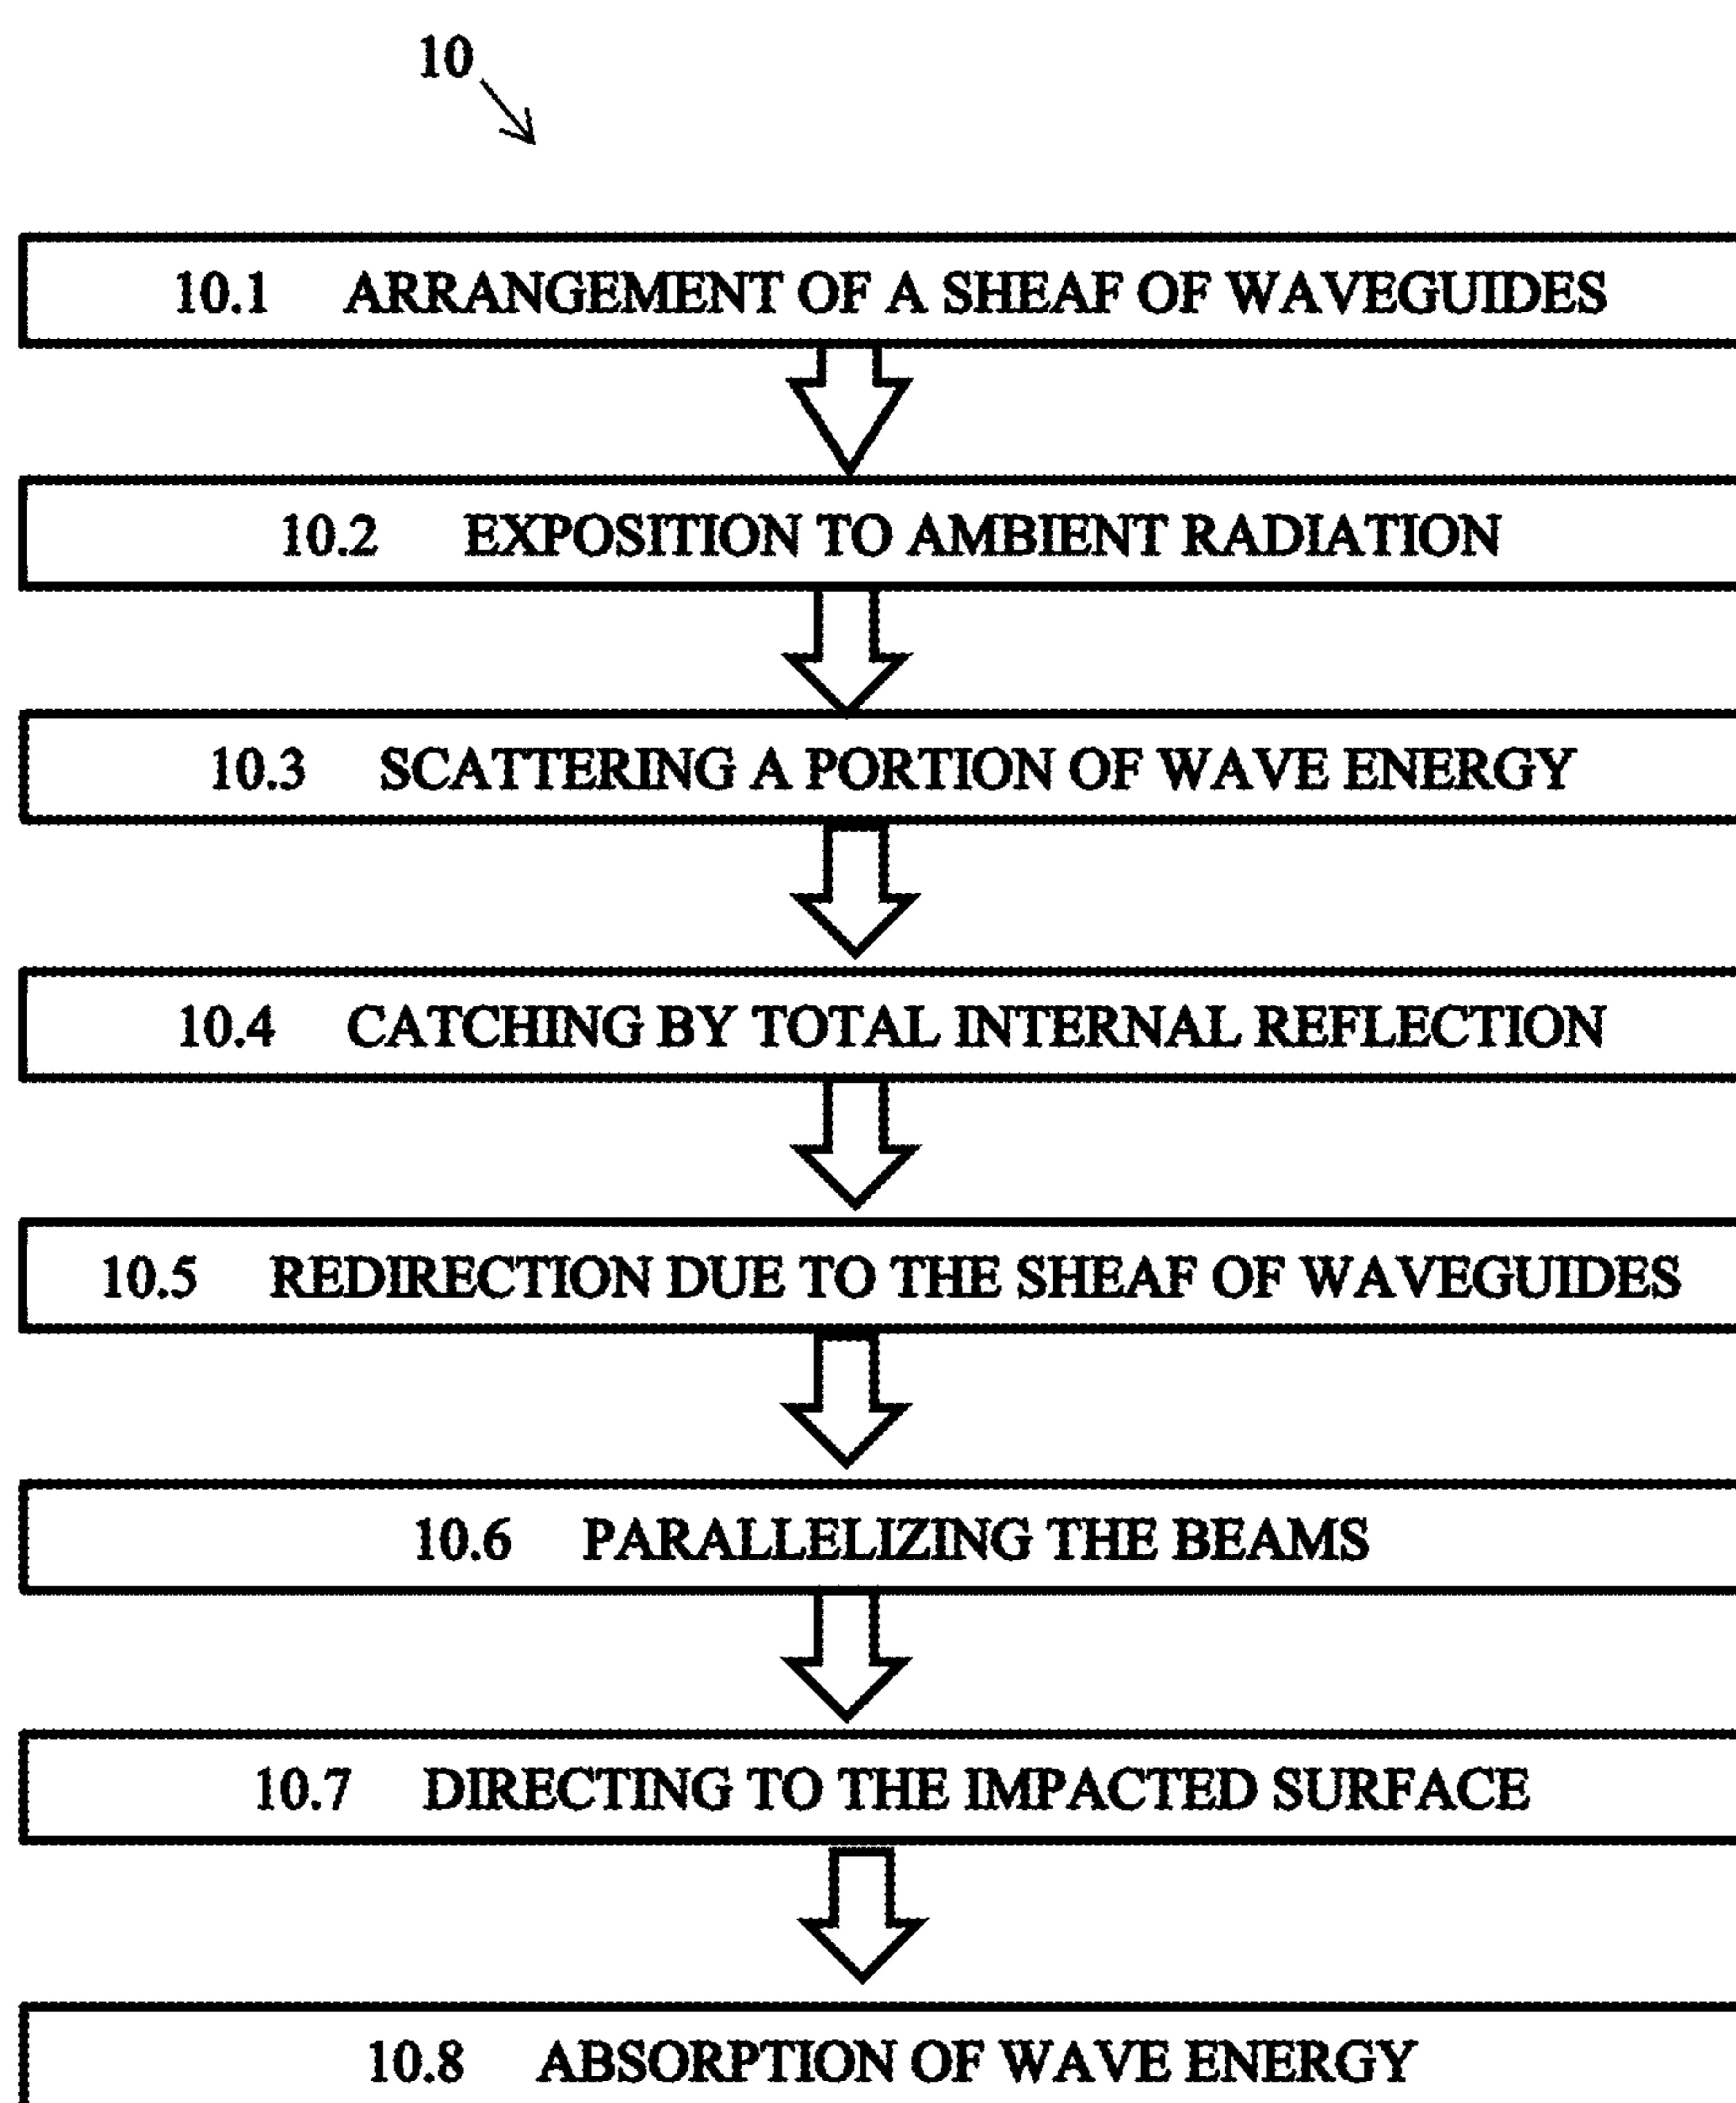 10
10.1 ARRANGEMENT OF A SHEAF OF WAVEGUIDES
10.2 EXPOSITION TO AMBIENT RADIATION
10.3 SCATTERING A PORTION OF WAVE ENERGY
10.4 CATCHING BY TOTAL INTERNAL REFLECTION
10.5 REDIRECTION DUE TO THE SHEAF OF WAVEGUIDES
10.6 PARALLELIZING THE BEAMS
10.7 DIRECTING TO THE IMPACTED SURFACE
10.8 ABSORPTION OF WAVE ENERGY